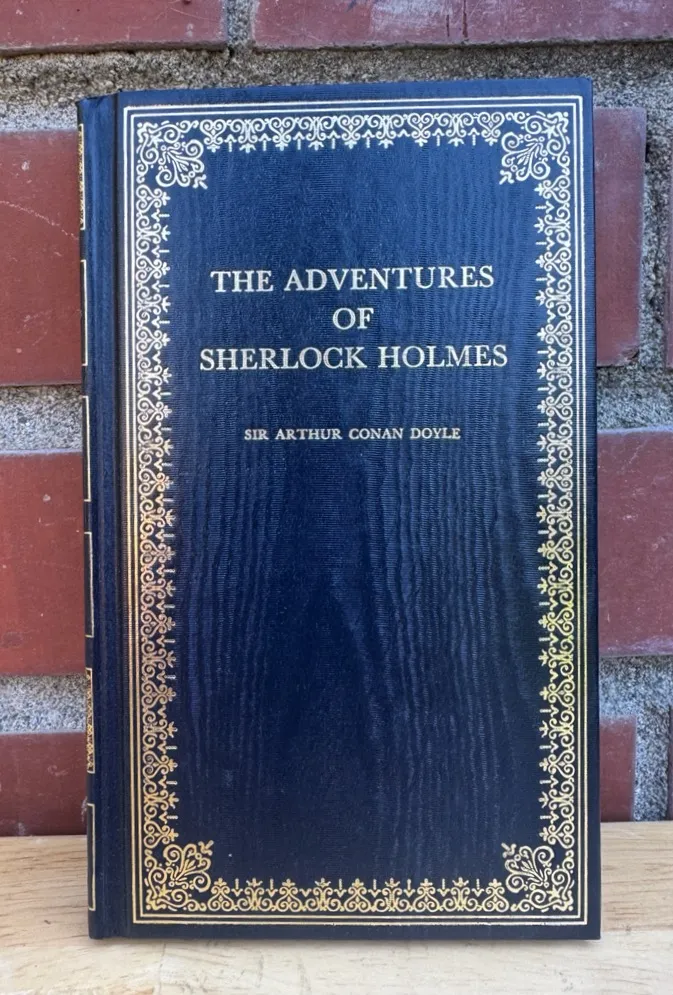 THE ADVENTURES
OF
SHERLOCK HOLMES
SIR ARTHUR CONAN DOYLE